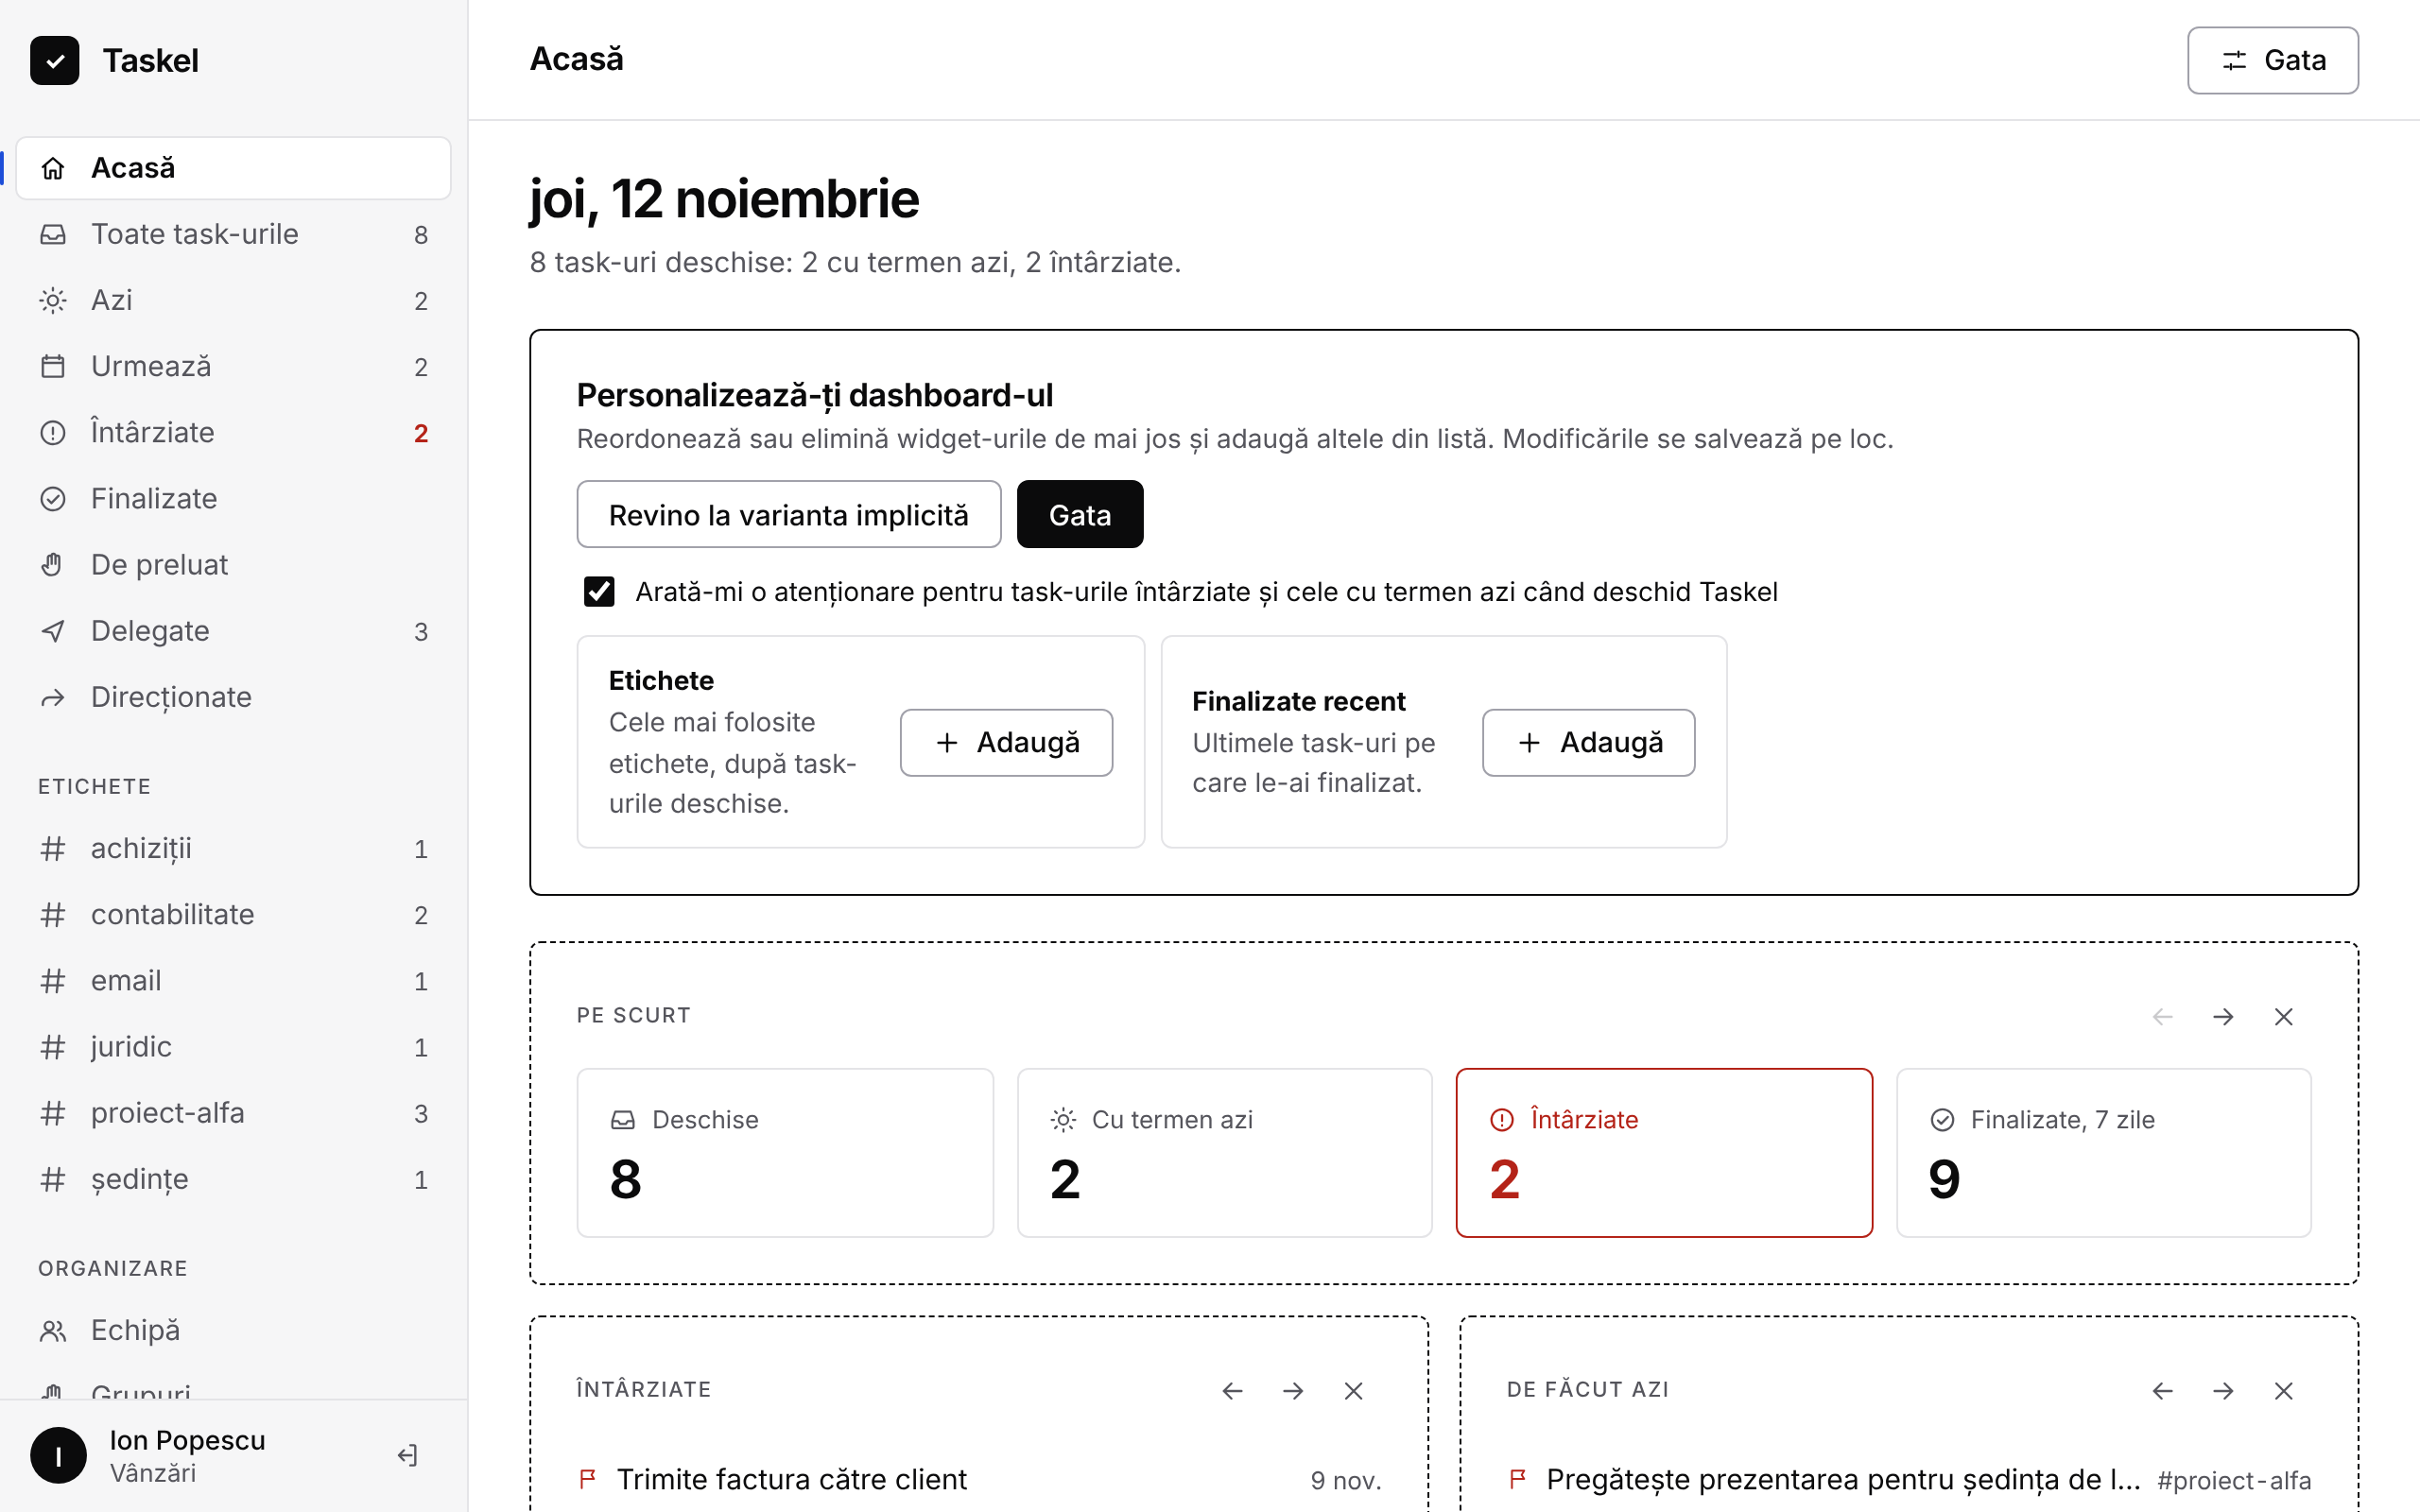 Taskel
Acasă
Toate task-urile 8
Azi 2
Urmează 2
Întârziate 2
Finalizate
De preluat
Delegate 3
Direcționate
ETICHETE
# achiziții 1
# contabilitate 2
# email 1
# juridic 1
# proiect-alfa 3
# ședințe 1
ORGANIZARE
Echipă
Grupuri
I
Ion Popescu
Vânzări
Acasă
Gata
joi, 12 noiembrie
8 task-uri deschise: 2 cu termen azi, 2 întârziate.
Personalizează-ți dashboard-ul
Reordonează sau elimină widget-urile de mai jos și adaugă altele din listă. Modificările se salvează pe loc.
Revino la varianta implicită
Gata
Arată-mi o atenționare pentru task-urile întârziate și cele cu termen azi când deschid Taskel
Etichete
Cele mai folosite
etichete, după task-
urile deschise.
+ Adaugă
Finalizate recent
Ultimele task-uri pe
care le-ai finalizat.
+ Adaugă
PE SCURT
Deschise
8
Cu termen azi
2
Întârziate
2
Finalizate, 7 zile
9
ÎNTÂRZIATE
Trimite factura către client 9 nov.
DE FĂCUT AZI
Pregătește prezentarea pentru ședința de l... #proiect-alfa